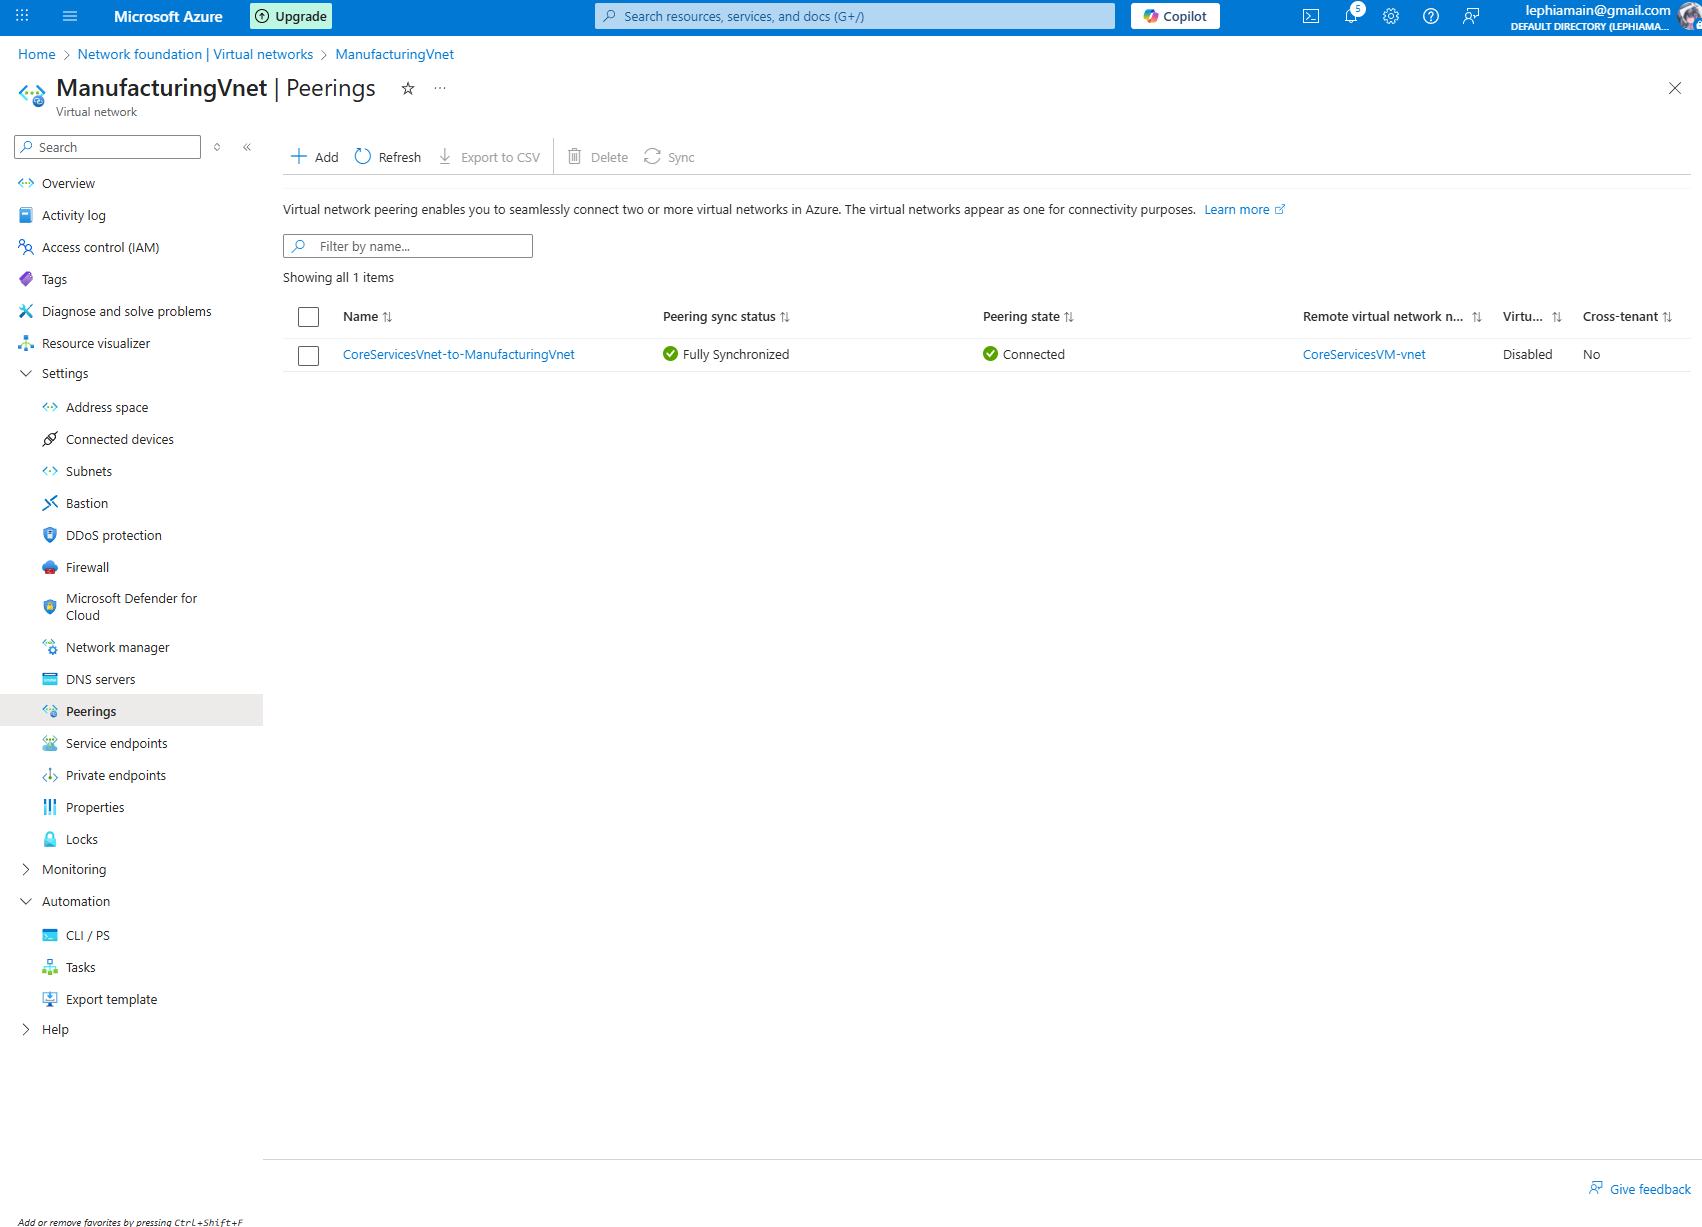 Microsoft Azure
Upgrade
Search resources, services, and docs (G+/)
Copilot
5
lephiamain@gmail.com
DEFAULT DIRECTORY (LEPHIAMA...
Home > Network foundation | Virtual networks > ManufacturingVnet
ManufacturingVnet | Peerings
Virtual network
Search
Overview
Activity log
Access control (IAM)
Tags
Diagnose and solve problems
Resource visualizer
Settings
Address space
Connected devices
Subnets
Bastion
DDoS protection
Firewall
Microsoft Defender for
Cloud
Network manager
DNS servers
Peerings
Service endpoints
Private endpoints
Properties
Locks
Monitoring
Automation
CLI / PS
Tasks
Export template
Help
Add or remove favorites by pressing Ctrl+Shift+F
Add Refresh Export to CSV Delete Sync
Virtual network peering enables you to seamlessly connect two or more virtual networks in Azure. The virtual networks appear as one for connectivity purposes. Learn more
Filter by name...
Showing all 1 items
Name Peering sync status Peering state Remote virtual network n... Virtu... Cross-tenant
CoreServicesVnet-to-ManufacturingVnet Fully Synchronized Connected CoreServicesVM-vnet Disabled No
Give feedback